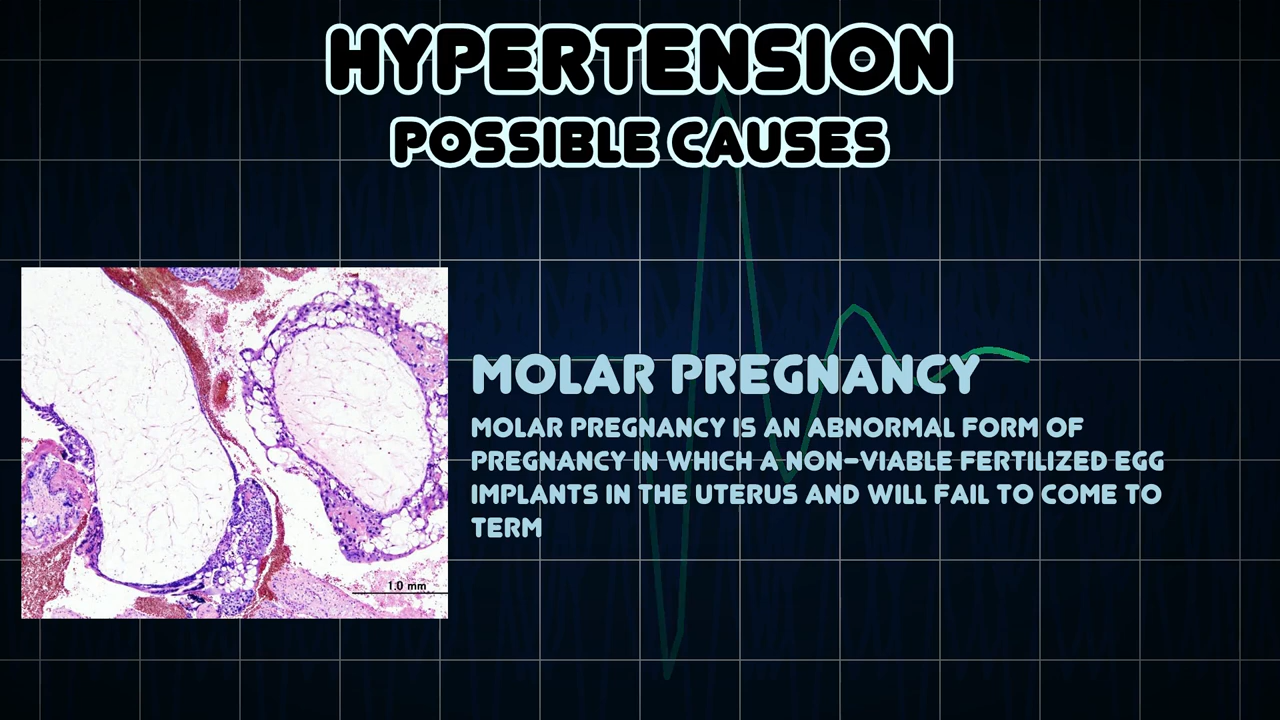 HYPERTENSION
POSSIBLE CAUSES
MOLAR PREGNANCY
MOLAR PREGNANCY IS AN ABNORMAL FORM OF
PREGNANCY IN WHICH A NON-VIABLE FERTILIZED EGG
IMPLANTS IN THE UTERUS AND WILL FAIL TO COME TO
TERM
1.0 mm